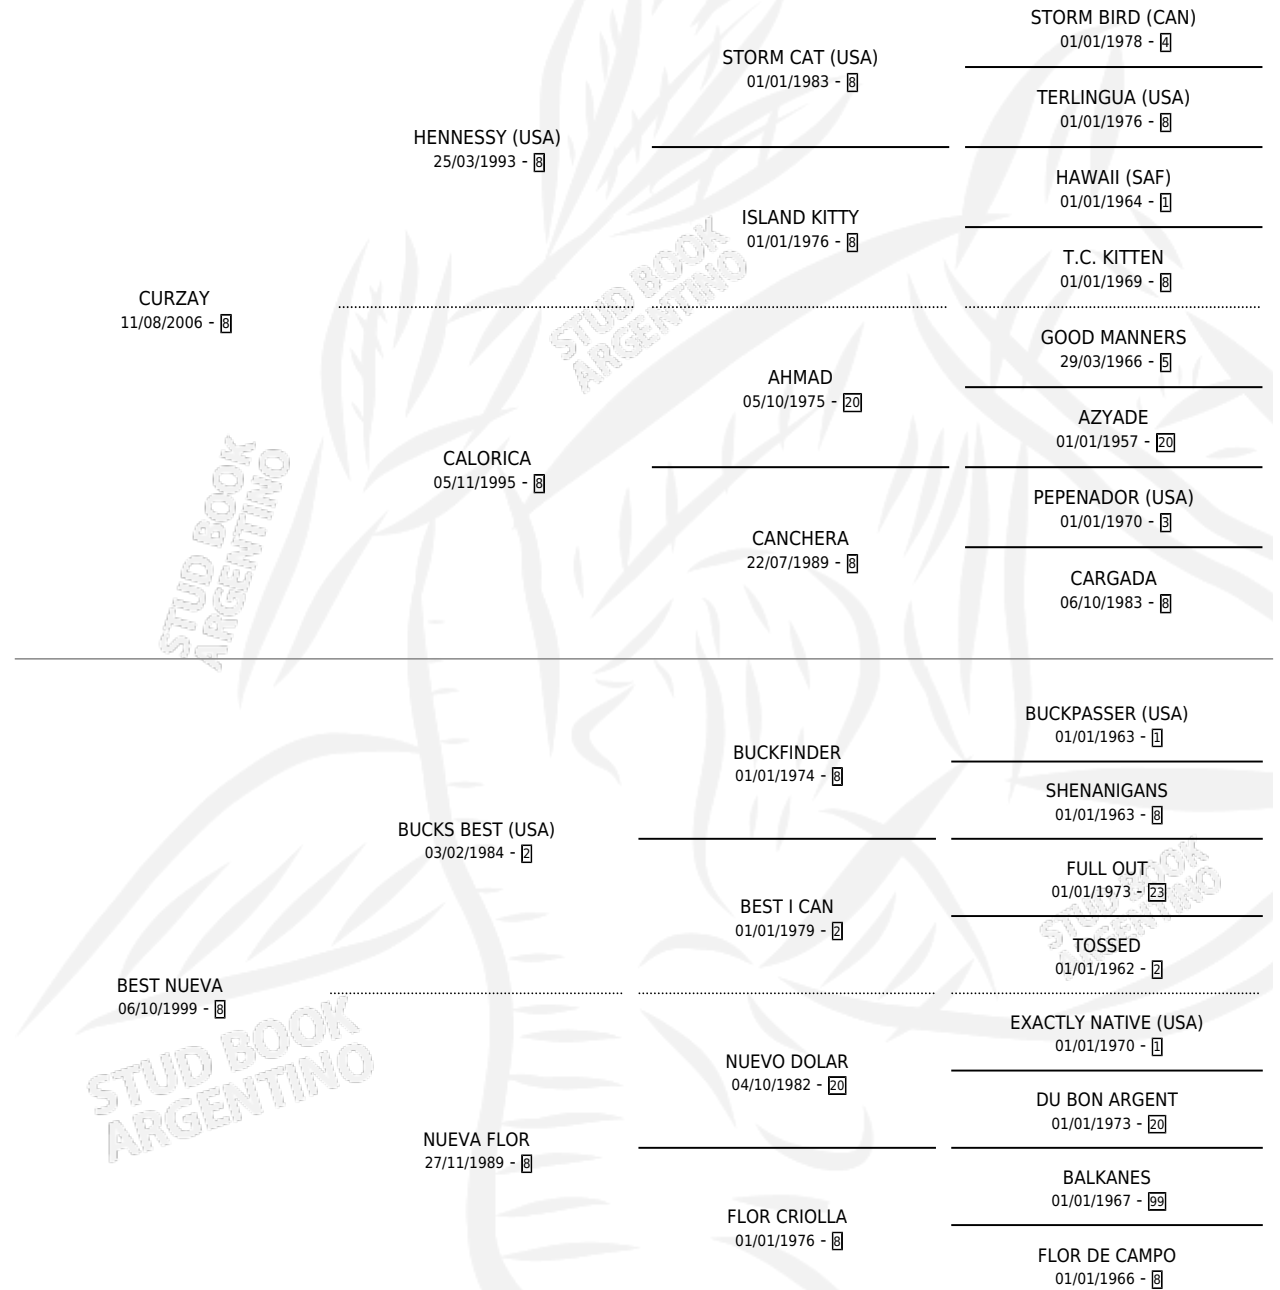 STORM BIRD (CAN)
01/01/1978 - 4
STORM CAT (USA)
01/01/1983 - 8
TERLINGUA (USA)
01/01/1976 - 8
HENNESSY (USA)
25/03/1993 - 8
HAWAII (SAF)
01/01/1964 - 1
ISLAND KITTY
01/01/1976 - 8
T.C. KITTEN
01/01/1969 - 8
CURZAY
11/08/2006 - 8
GOOD MANNERS
29/03/1966 - 5
AHMAD
05/10/1975 - 20
AZYADE
01/01/1957 - 20
CALORICA
05/11/1995 - 8
PEPENADOR (USA)
01/01/1970 - 3
CANCHERA
22/07/1989 - 8
CARGADA
06/10/1983 - 8
STUD BOOK
ARGENTINO
STUD BOOK
ARGENTINO
BUCKPASSER (USA)
01/01/1963 - 1
BUCKFINDER
01/01/1974 - 8
SHENANIGANS
01/01/1963 - 8
BUCKS BEST (USA)
03/02/1984 - 2
FULL OUT
01/01/1973 - 23
BEST I CAN
01/01/1979 - 2
TOSSED
01/01/1962 - 2
BEST NUEVA
06/10/1999 - 8
EXACTLY NATIVE (USA)
01/01/1970 - 1
NUEVO DOLAR
04/10/1982 - 20
DU BON ARGENT
01/01/1973 - 20
NUEVA FLOR
27/11/1989 - 8
BALKANES
01/01/1967 - 99
FLOR CRIOLLA
01/01/1976 - 8
FLOR DE CAMPO
01/01/1966 - 8
STUD BOOK
ARGENTINO
STUD BOOK
ARGENTINO